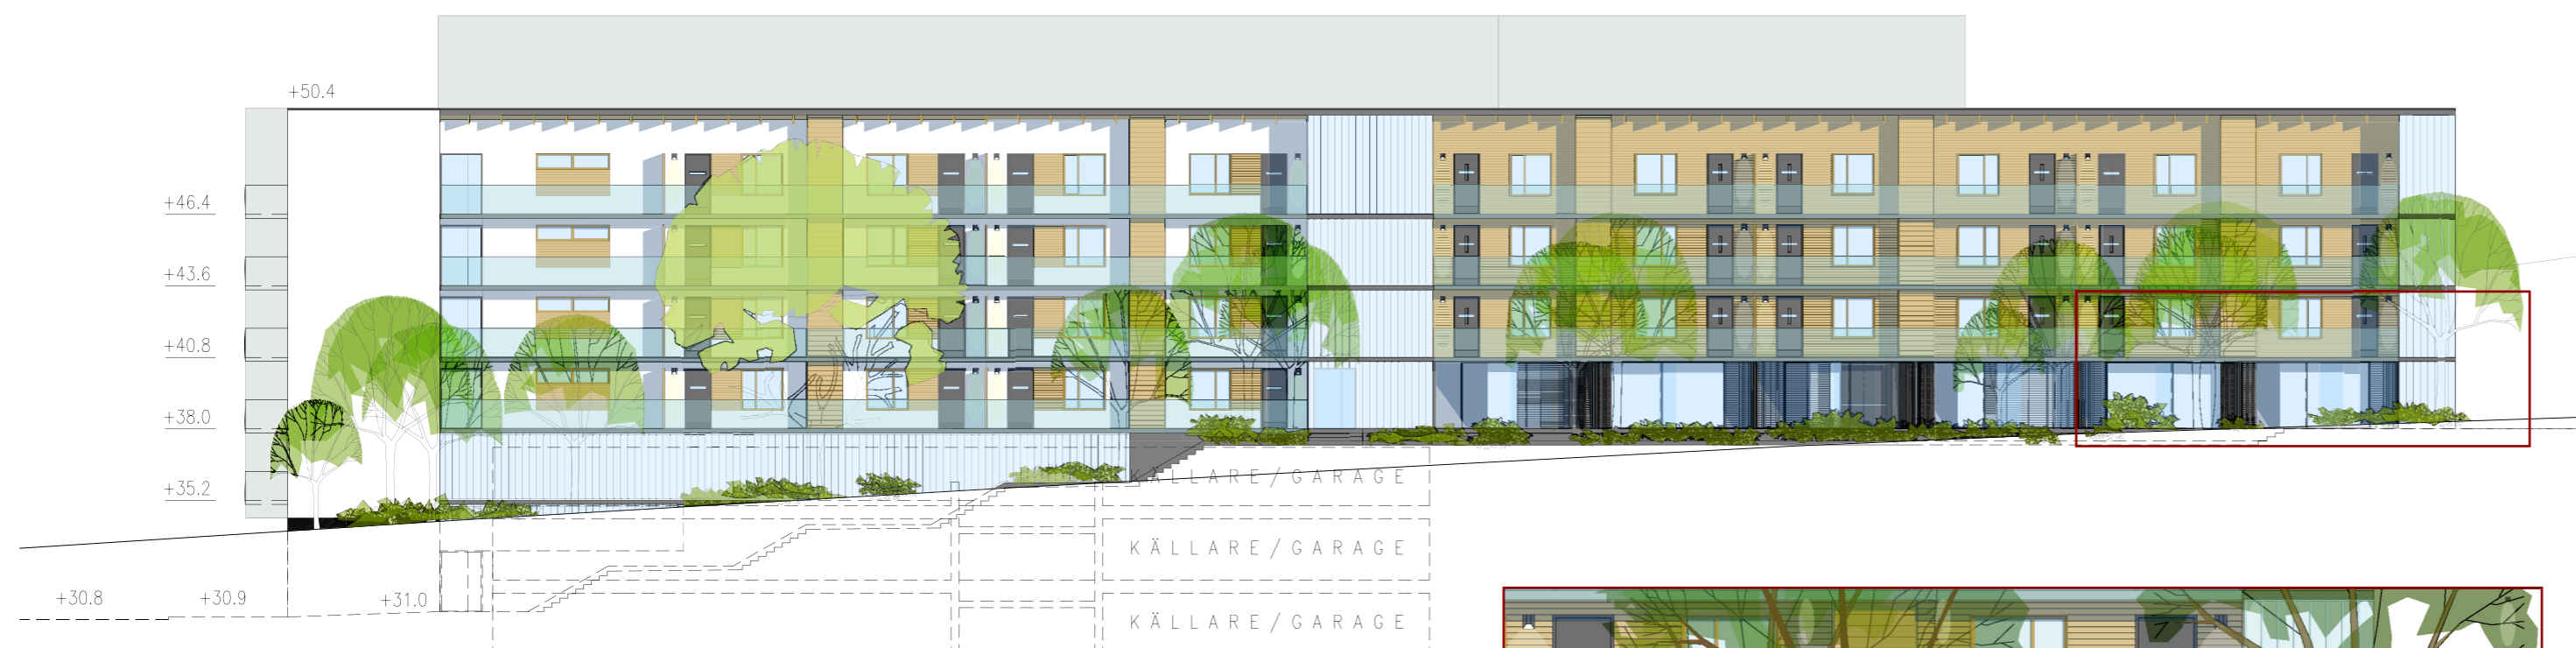 +50.4
+46.4
+43.6
+40.8
+38.0
+35.2
KÄLLARE/GARAGE
KÄLLARE/GARAGE
+30.8 +30.9 +31.0
KÄLLARE/GARAGE